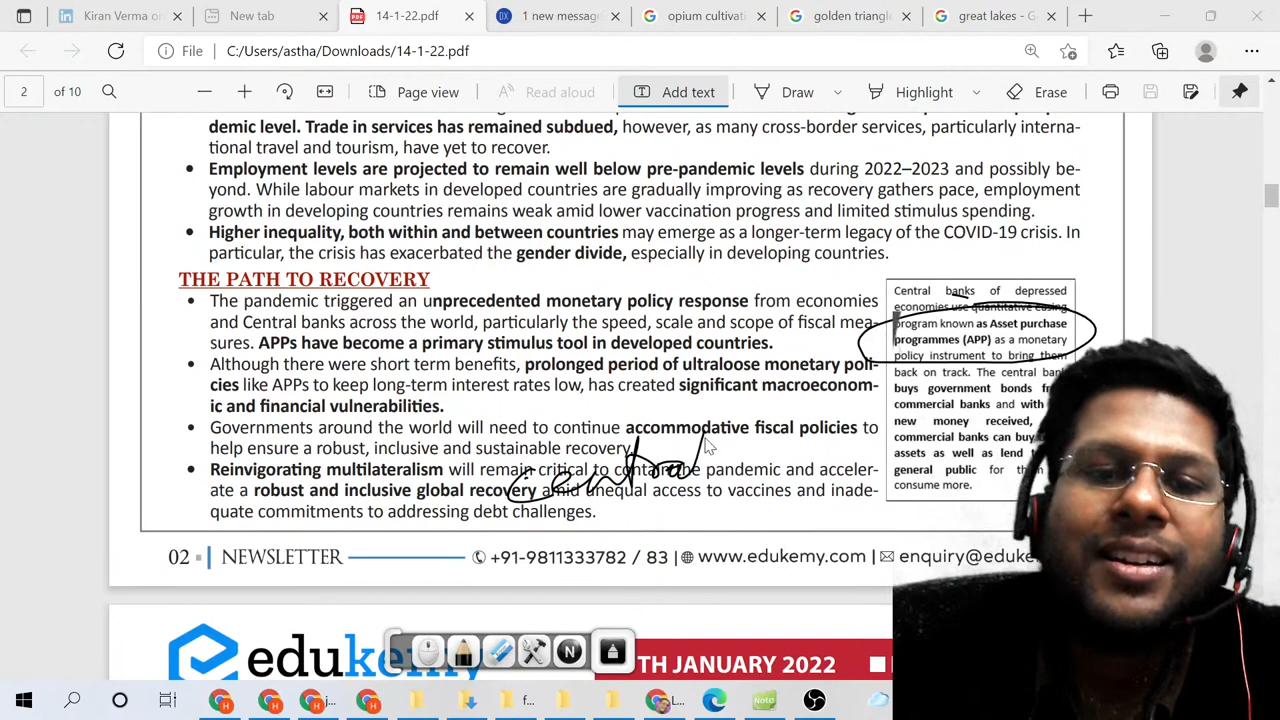 Kiran Verma on
New tab
14-1-22.pdf
1 new messag
opium cultivati
golden triangle
great lakes - G
File
C:/Users/astha/Downloads/14-1-22.pdf
2 of 10
Page view
Read aloud
Add text
Draw
Highlight
Erase
demic level. Trade in services has remained subdued, however, as many cross-border services, particularly interna-
tional travel and tourism, have yet to recover.
• Employment levels are projected to remain well below pre-pandemic levels during 2022–2023 and possibly be-
yond. While labour markets in developed countries are gradually improving as recovery gathers pace, employment
growth in developing countries remains weak amid lower vaccination progress and limited stimulus spending.
• Higher inequality, both within and between countries may emerge as a longer-term legacy of the COVID-19 crisis. In
particular, the crisis has exacerbated the gender divide, especially in developing countries.
THE PATH TO RECOVERY
• The pandemic triggered an unprecedented monetary policy response from economies
and Central banks across the world, particularly the speed, scale and scope of fiscal mea-
sures. APPs have become a primary stimulus tool in developed countries.
• Although there were short term benefits, prolonged period of ultraloose monetary poli-
cies like APPs to keep long-term interest rates low, has created significant macroeconom-
ic and financial vulnerabilities.
• Governments around the world will need to continue accommodative fiscal policies to
help ensure a robust, inclusive and sustainable recovery.
• Reinvigorating multilateralism will remain critical to contain the pandemic and acceler-
ate a robust and inclusive global recovery amid unequal access to vaccines and inade-
quate commitments to addressing debt challenges.
central
Central banks of depressed
economies use quantitative easing
program known as Asset purchase
programmes (APP) as a monetary
policy instrument to bring them
back on track. The central bank
buys government bonds
commercial banks and with
new money received,
commercial banks can buy
assets as well as lend
general public for
consume more.
02 NEWSLETTER +91-9811333782 / 83 | www.edukemy.com | enquiry@eduke
edukemy
TH JANUARY 2022